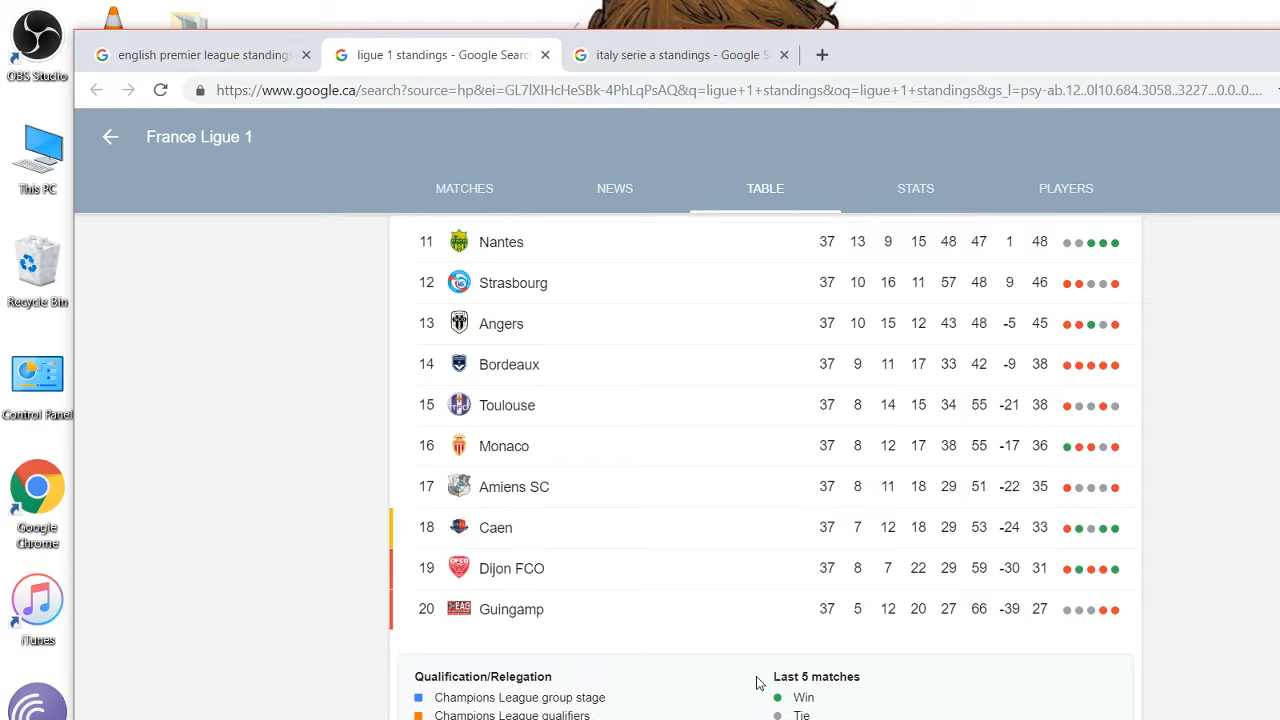 OBS Studio
This PC
Recycle Bin
Control Panel
Google
Chrome
iTunes
english premier league standings
ligue 1 standings - Google Searc
italy serie a standings - Google S
https://www.google.ca/search?source=hp&ei=GL7lXIHcHeSBk-4PhLqPsAQ&q=ligue+1+standings&oq=ligue+1+standings&gs_l=psy-ab.12..0l10.684.3058..3227...0.0..0....
France Ligue 1
MATCHES NEWS TABLE STATS PLAYERS
11 Nantes 37 13 9 15 48 47 1 48
12 Strasbourg 37 10 16 11 57 48 9 46
13 Angers 37 10 15 12 43 48 -5 45
14 Bordeaux 37 9 11 17 33 42 -9 38
15 Toulouse 37 8 14 15 34 55 -21 38
16 Monaco 37 8 12 17 38 55 -17 36
17 Amiens SC 37 8 11 18 29 51 -22 35
18 Caen 37 7 12 18 29 53 -24 33
19 Dijon FCO 37 8 7 22 29 59 -30 31
20 Guingamp 37 5 12 20 27 66 -39 27
Qualification/Relegation
Champions League group stage
Champions League qualifiers
Last 5 matches
Win
Tie